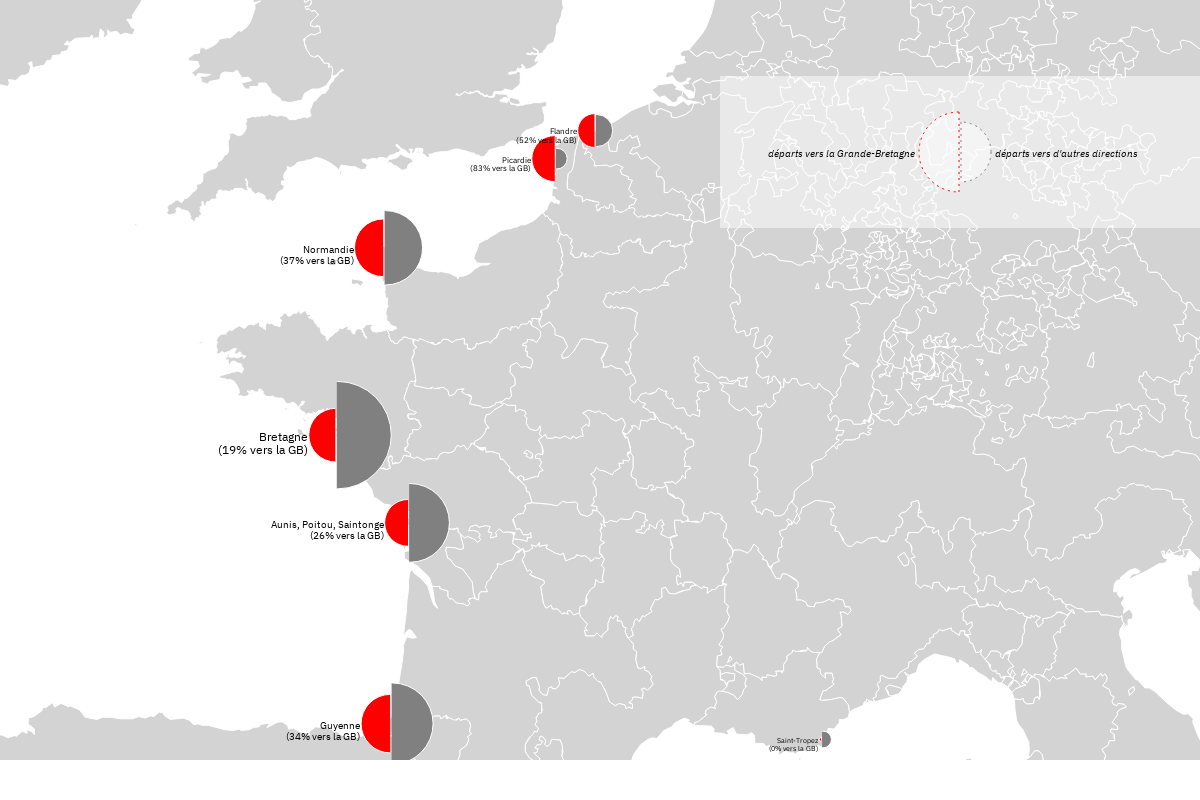 Flandre
(52% vers la GB)
départs vers la Grande-Bretagne
départs vers d'autres directions
Picardie
(83% vers la GB)
Normandie
(37% vers la GB)
Bretagne
(19% vers la GB)
Aunis, Poitou, Saintonge
(26% vers la GB)
Guyenne
(34% vers la GB)
Saint-Tropez
(0% vers la GB)